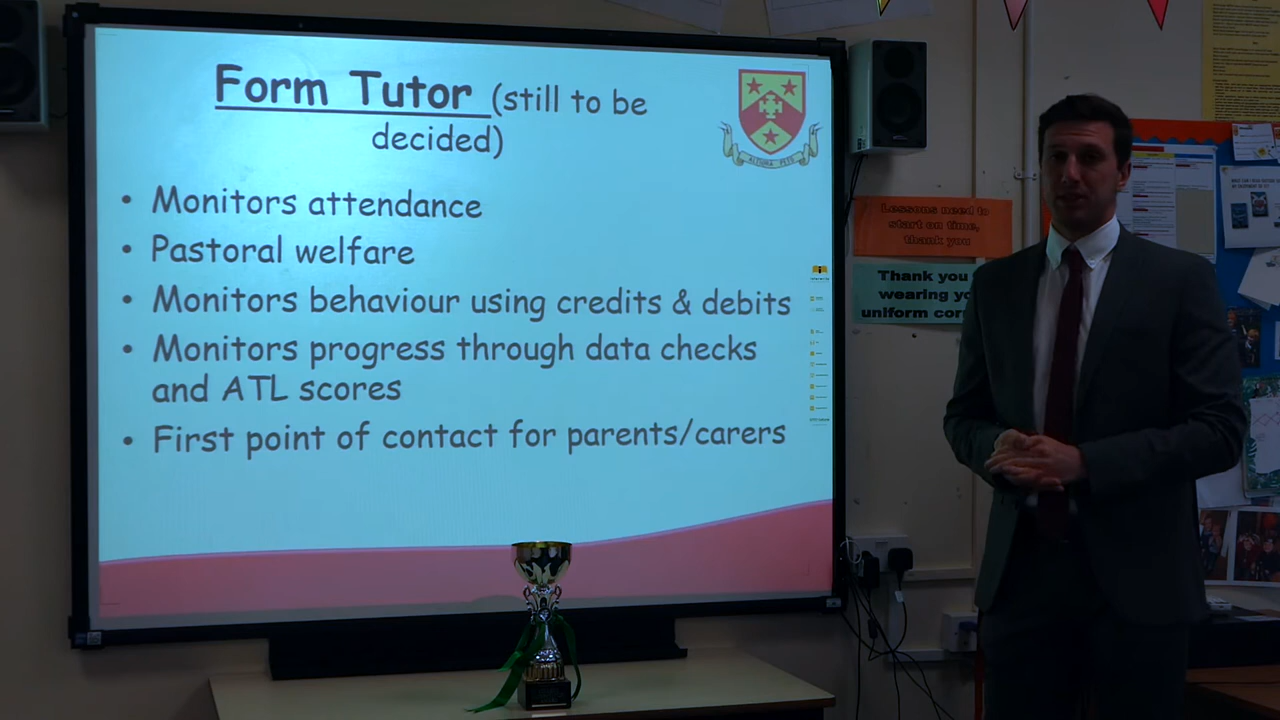 Form Tutor (still to be
decided)
• Monitors attendance
• Pastoral welfare
• Monitors behaviour using credits & debits
• Monitors progress through data checks
and ATL scores
• First point of contact for parents/carers
Lessons need to
start on time,
thank you
Thank you
wearing
uniform